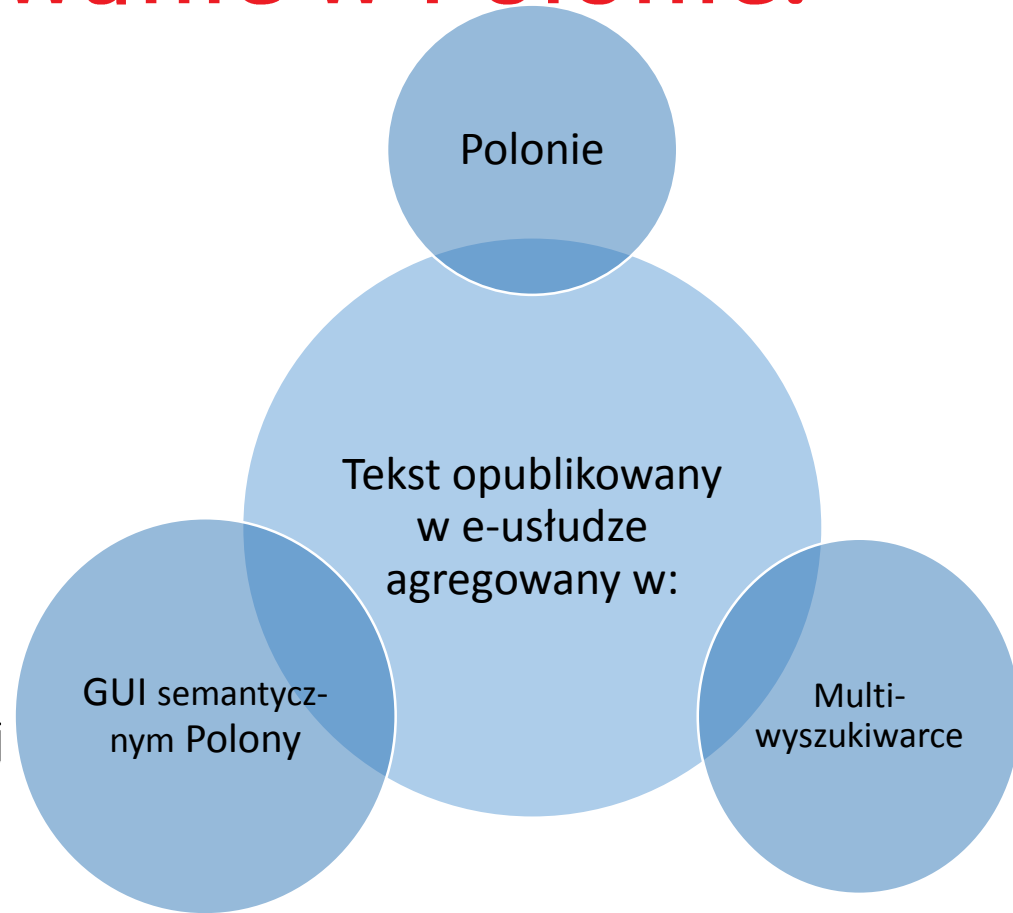 Polonie
Tekst opublikowany
w e-usłudze
agregowany w:
GUI semantycz-
nym Polony
Multi-
wyszukiwarce
i